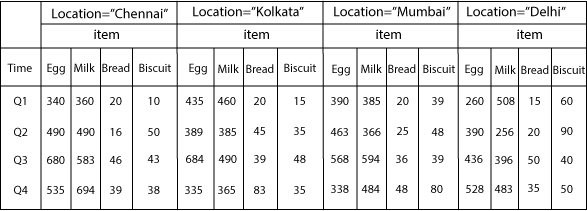 Location="Chennai" Location="Kolkata" Location="Mumbai" Location="Delhi"
item item item item
Time Egg Milk Bread Biscuit Egg Milk Bread Biscuit Egg Milk Bread Biscuit Egg Milk Bread Biscuit
Q1 340 360 20 10 435 460 20 15 390 385 20 39 260 508 15 60
Q2 490 490 16 50 389 385 45 35 463 366 25 48 390 256 20 90
Q3 680 583 46 43 684 490 39 48 568 594 36 39 436 396 50 40
Q4 535 694 39 38 335 365 83 35 338 484 48 80 528 483 35 50